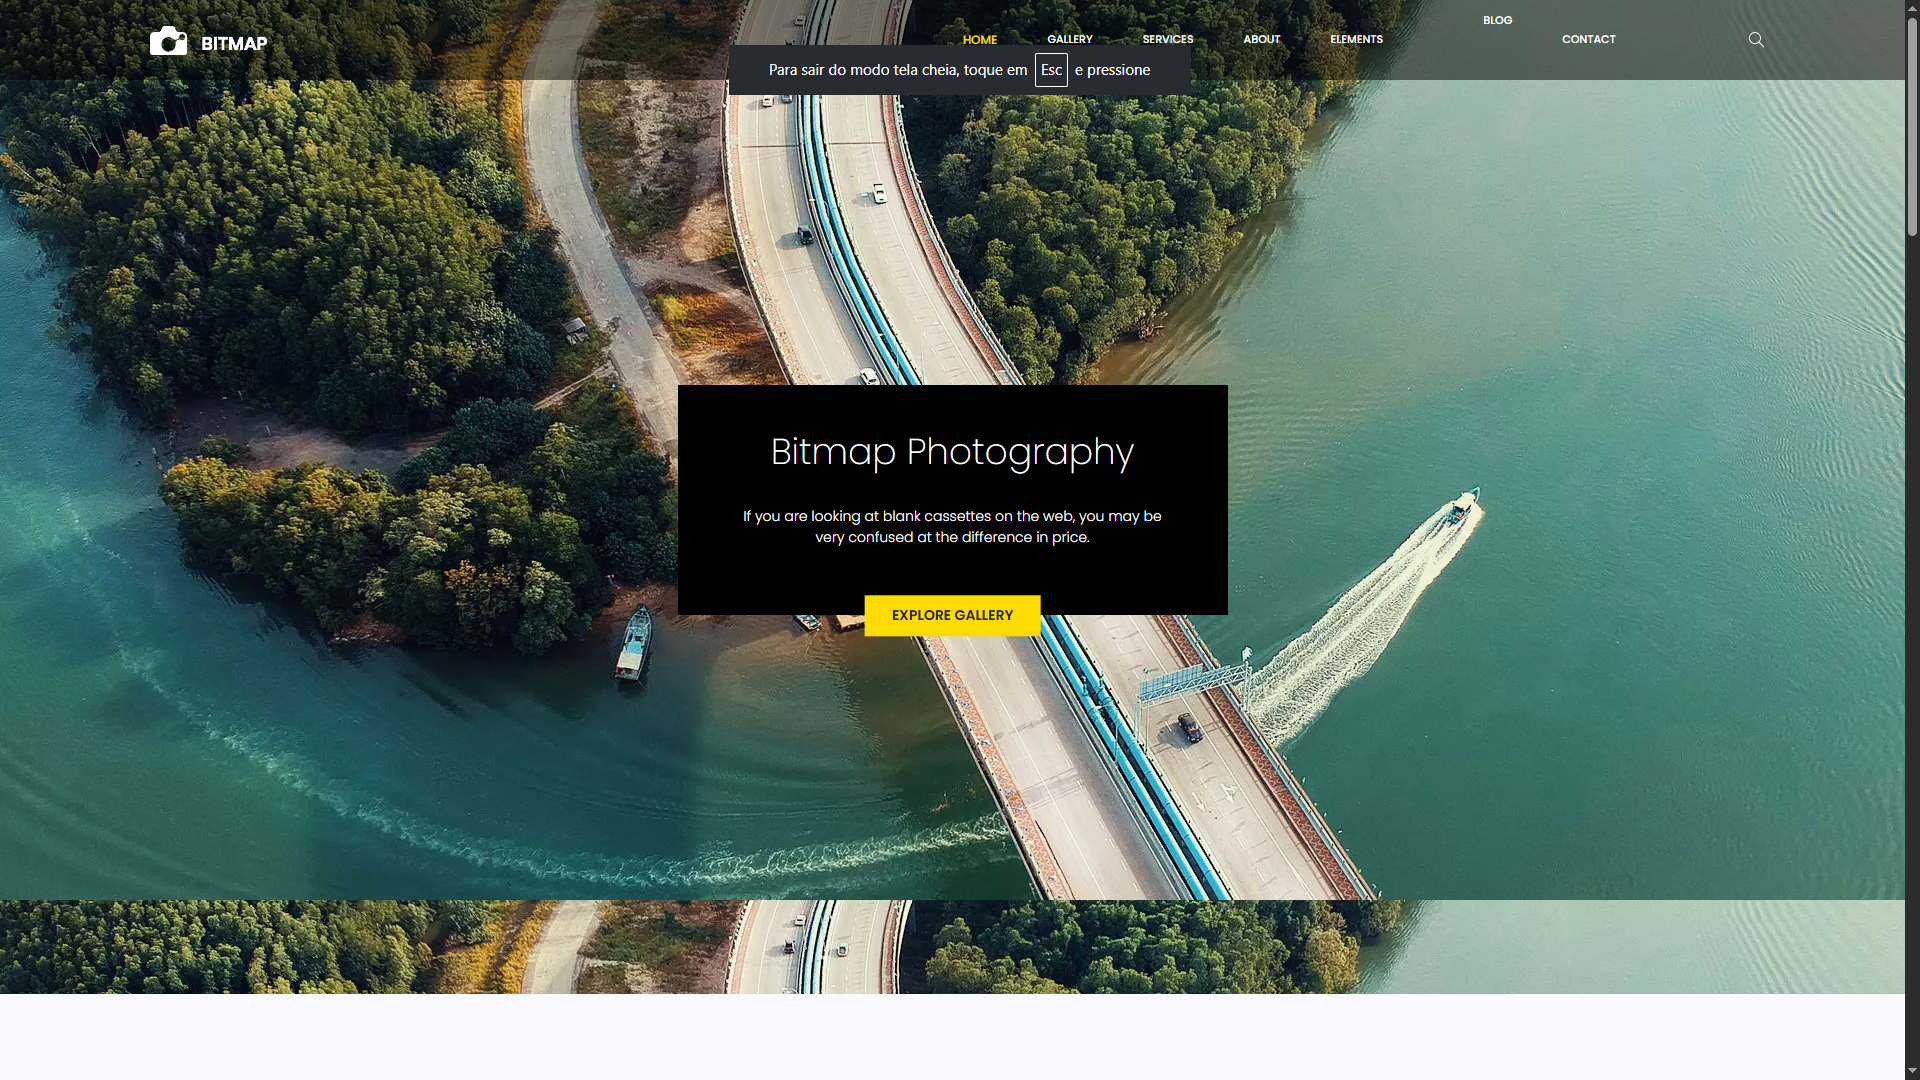 BITMAP
HOME
GALLERY
SERVICES
ABOUT
ELEMENTS
BLOG
CONTACT
Para sair do modo tela cheia, toque em Esc e pressione
Bitmap Photography
If you are looking at blank cassettes on the web, you may be
very confused at the difference in price.
EXPLORE GALLERY